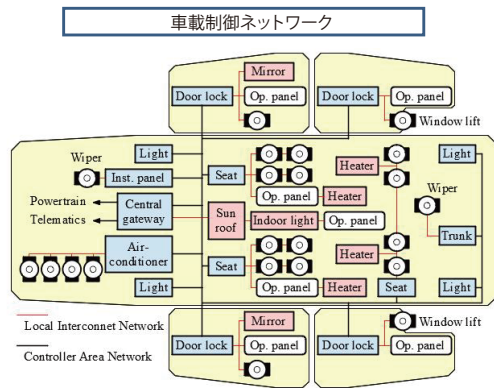 車載制御ネットワーク
Mirror
Door lock
Op. panel
Door lock
Op. panel
Window lift
Light
Wiper
Inst. panel
Seat
Op. panel
Heater
Heater
Light
Wiper
Powertrain
Telematics
Central
gateway
Sun
roof
Indoor light
Op. panel
Trunk
Air-
conditioner
Seat
Op. panel
Heater
Heater
Light
Seat
Light
Local Interconnet Network
Controller Area Network
Mirror
Door lock
Op. panel
Window lift
Door lock
Op. panel